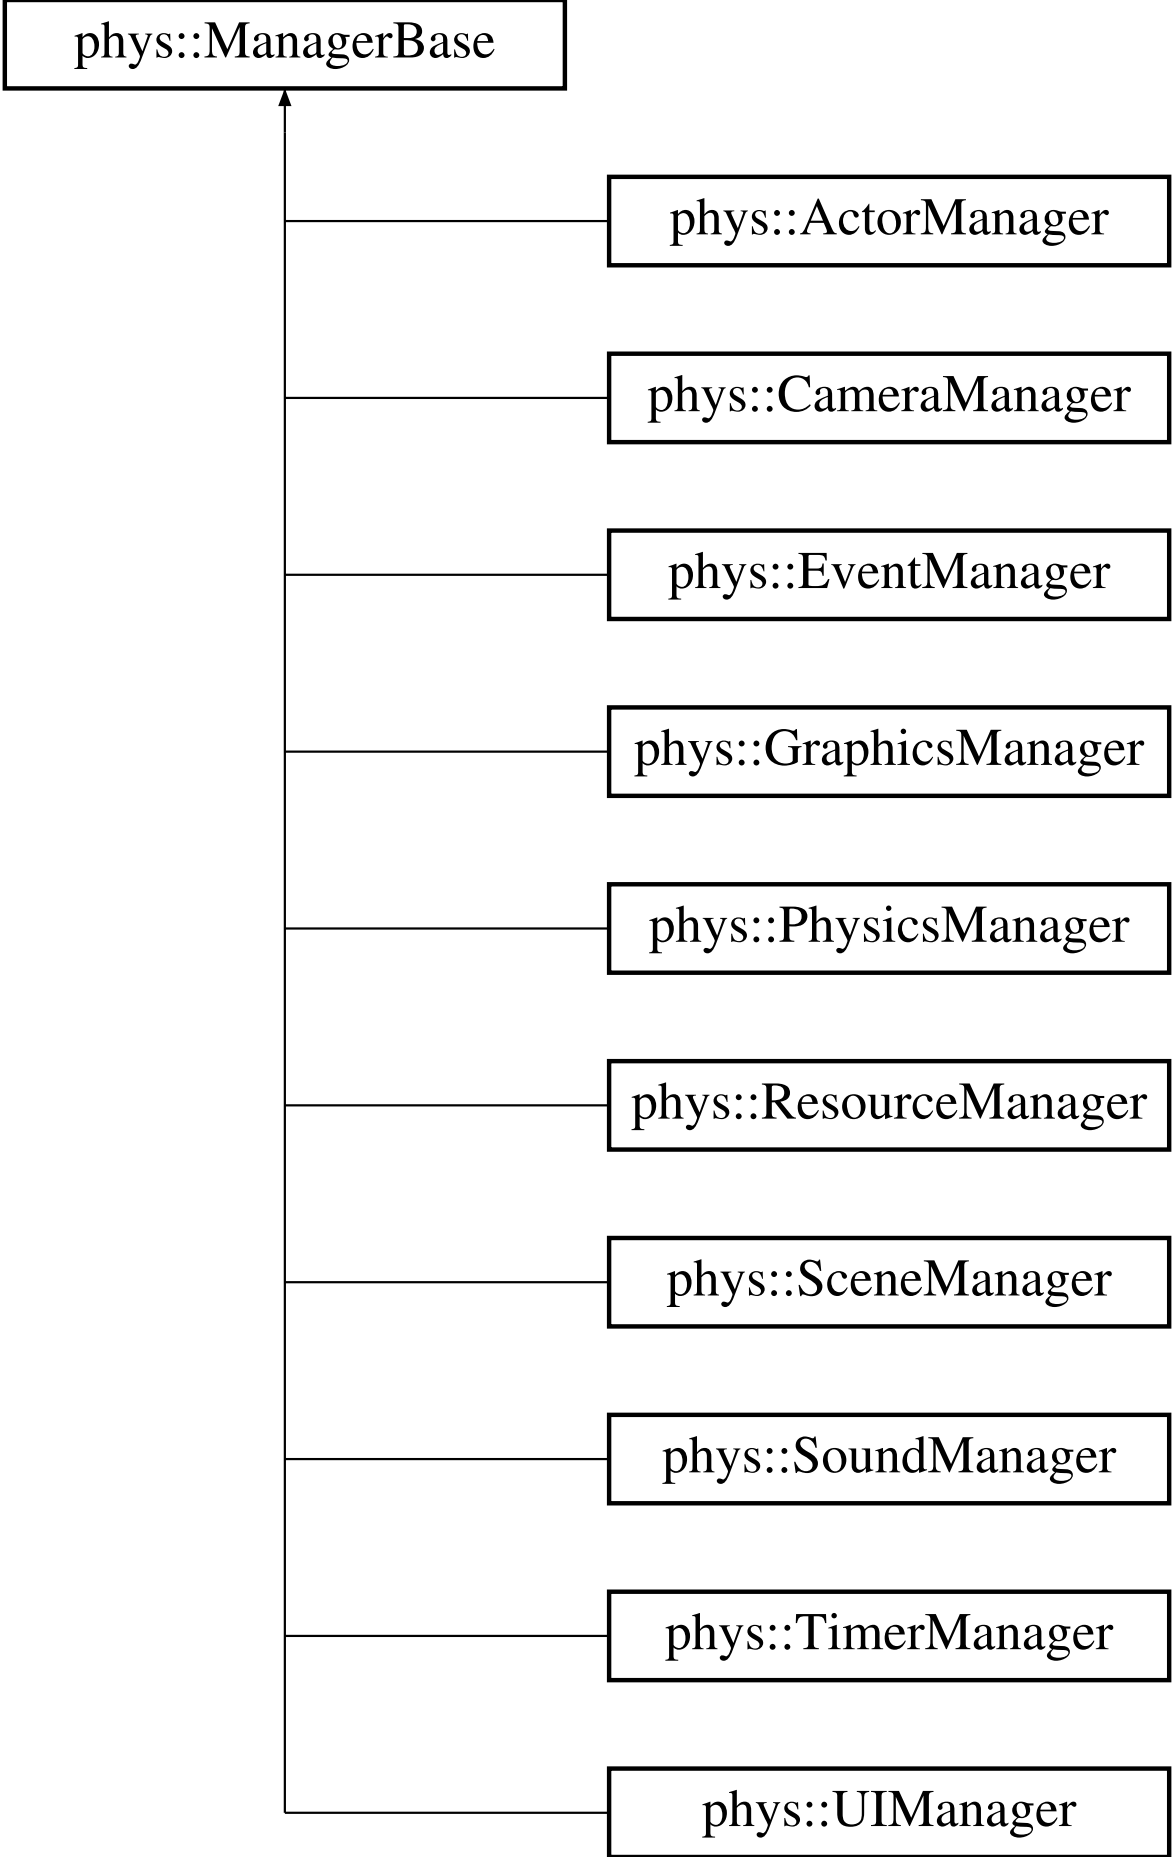 phys::ManagerBase
phys::ActorManager
phys::CameraManager
phys::EventManager
phys::GraphicsManager
phys::PhysicsManager
phys::ResourceManager
phys::SceneManager
phys::SoundManager
phys::TimerManager
phys::UIManager